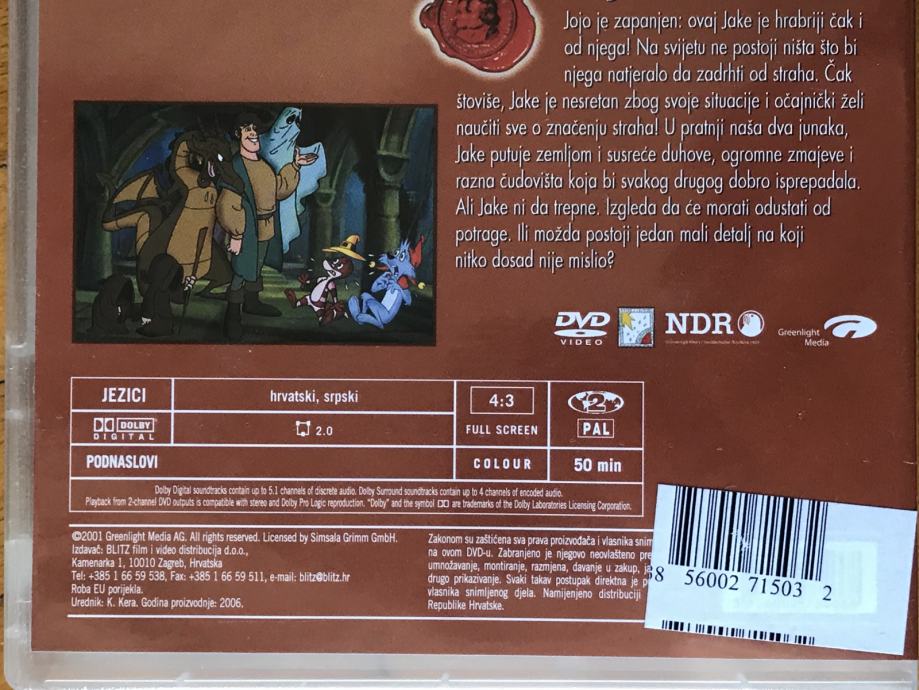 Jojo je zapanjen: ovaj Jake je hrabriji čak i
od njega! Na svijetu ne postoji ništa što bi
njega natjeralo da zadrhti od straha. Čak
štoviše, Jake je nesretan zbog svoje situacije i očajnički želi
naučiti sve o značenju straha! U pratnji naša dva junaka,
Jake putuje zemljom i susreće duhove, ogromne zmajeve i
razna čudovišta koja bi svakog drugog dobro isprepadala.
Ali Jake ni da trepne. Izgleda da će morati odustati od
potrage. Ili možda postoji jedan mali detalj na koji
nitko dosad nije mislio?
DVD VIDEO
NDR
Greenlight Media
JEZICI
hrvatski, srpski
4:3
FULL SCREEN
2
PAL
DOLBY DIGITAL
2.0
PODNASLOVI
COLOUR
50 min
Dolby Digital soundtracks contain up to 5.1 channels of discrete audio. Dolby Surround soundtracks contain up to 4 channels of encoded audio.
Playback from 2-channel DVD outputs is compatible with stereo and Dolby Pro Logic reproduction. "Dolby" and the symbol are trademarks of the Dolby Laboratories Licensing Corporation.
©2001 Greenlight Media AG. All rights reserved. Licensed by Simsala Grimm GmbH.
Izdavač: BLITZ film i video distribucija d.o.o.,
Kamenarka 1, 10010 Zagreb, Hrvatska
Tel: +385 1 66 59 538, Fax: +385 1 66 59 511, e-mail: blitz@blitz.hr
Roba EU porijekla.
Urednik: K. Kera. Godina proizvodnje: 2006.
Zakonom su zaštićena sva prava proizvođača i vlasnika snim
na ovom DVD-u. Zabranjeno je njegovo neovlašteno pre
umnožavanje, montiranje, razmjena, davanje u zakup, ja
drugo prikazivanje. Svaki takav postupak direktna je p
vlasnika snimljenog djela. Namijenjeno distribuciji
Republike Hrvatske.
58 56002 71503 2